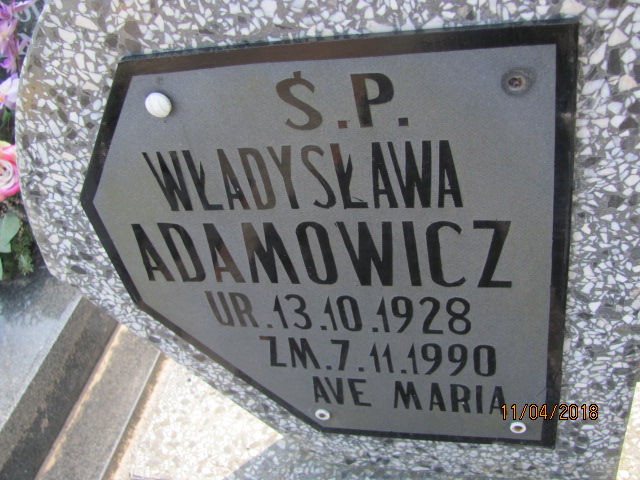 Ś.P.
WŁADYSŁAWA
ADAMOWICZ
UR.13.10.1928
ZM.7.11.1990
AVE MARIA
11/04/2018